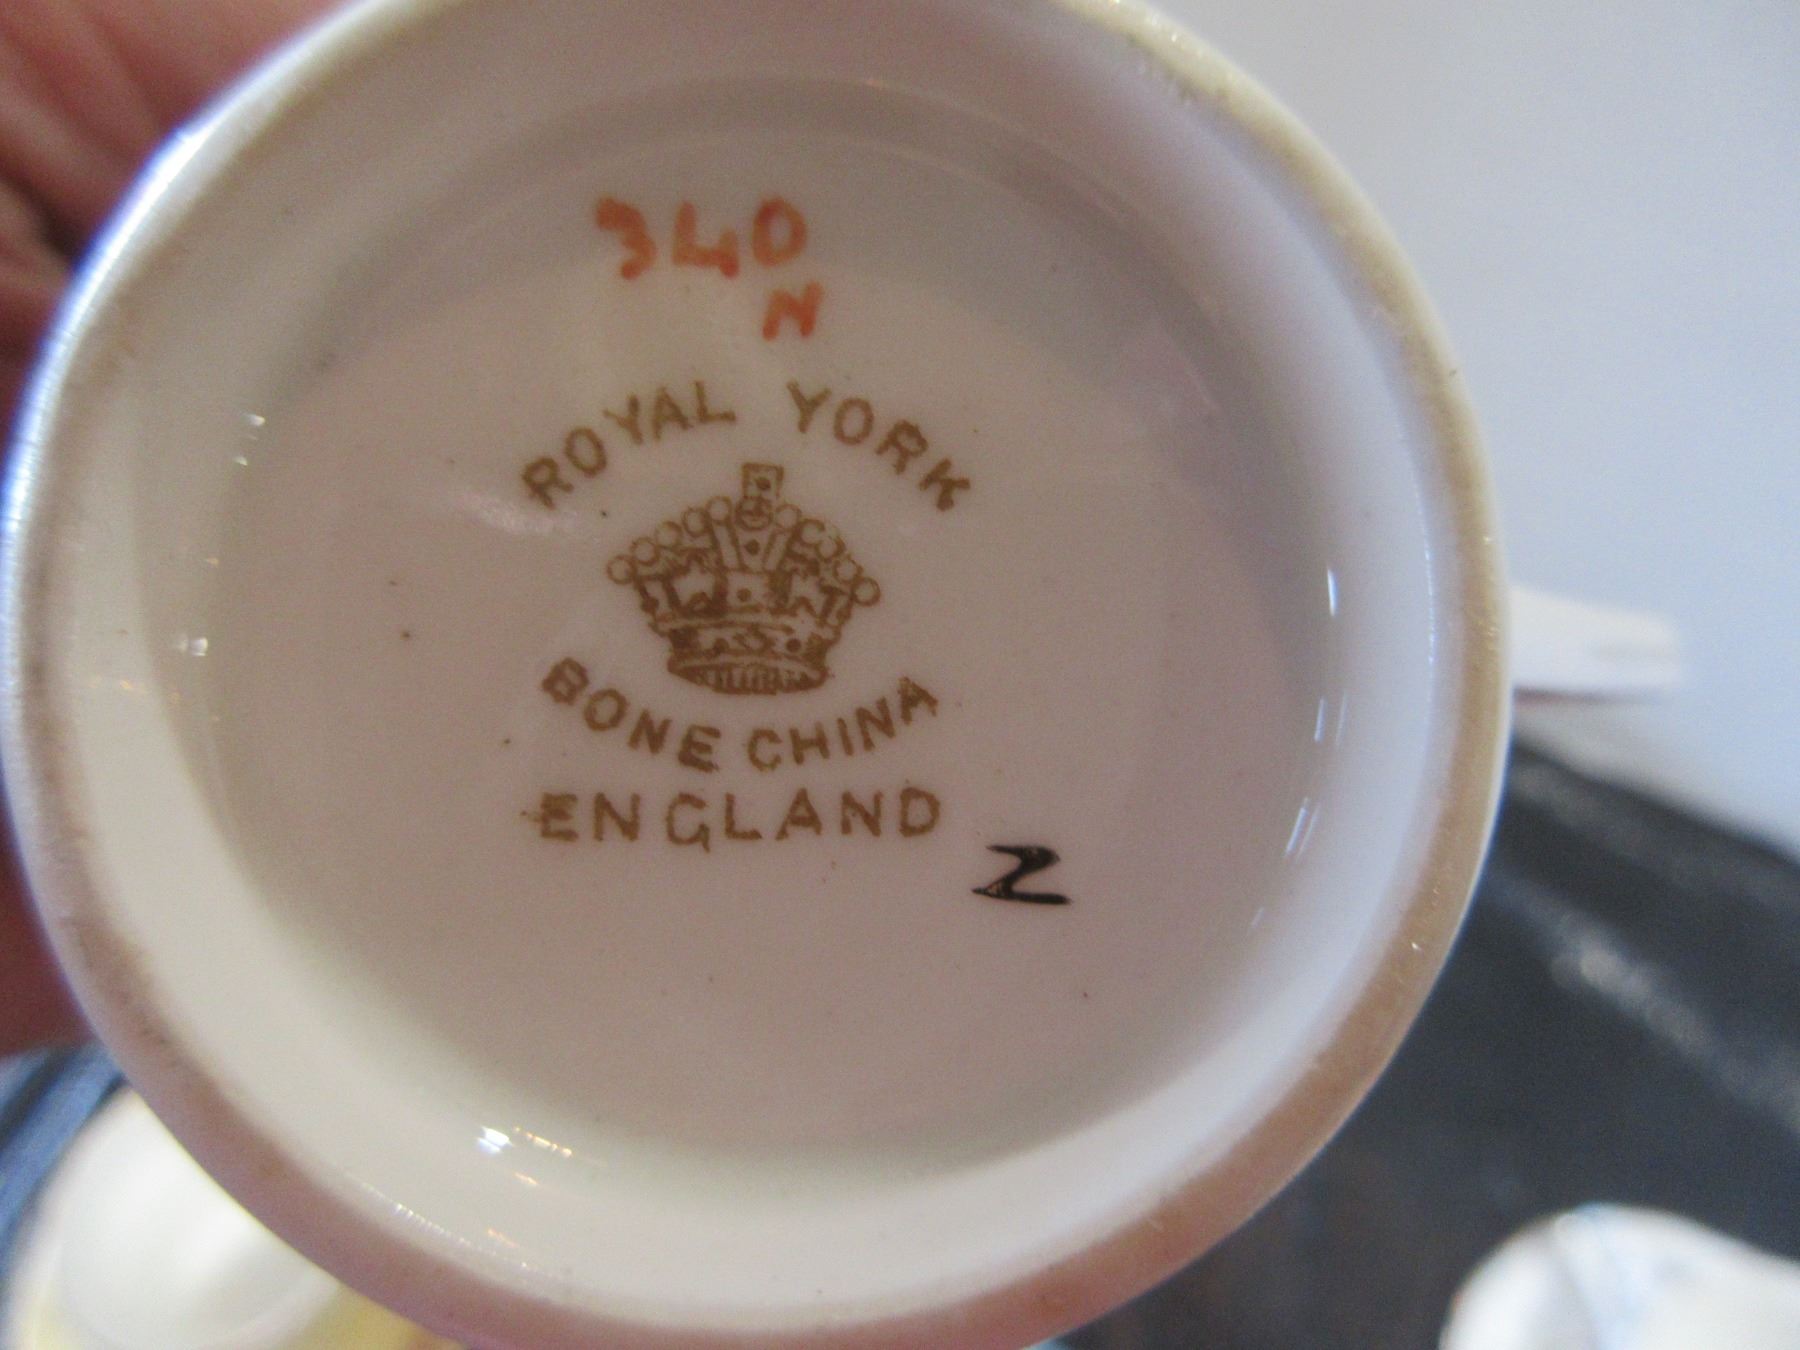 340
N
ROYAL YORK
BONE CHINA
ENGLAND
Z